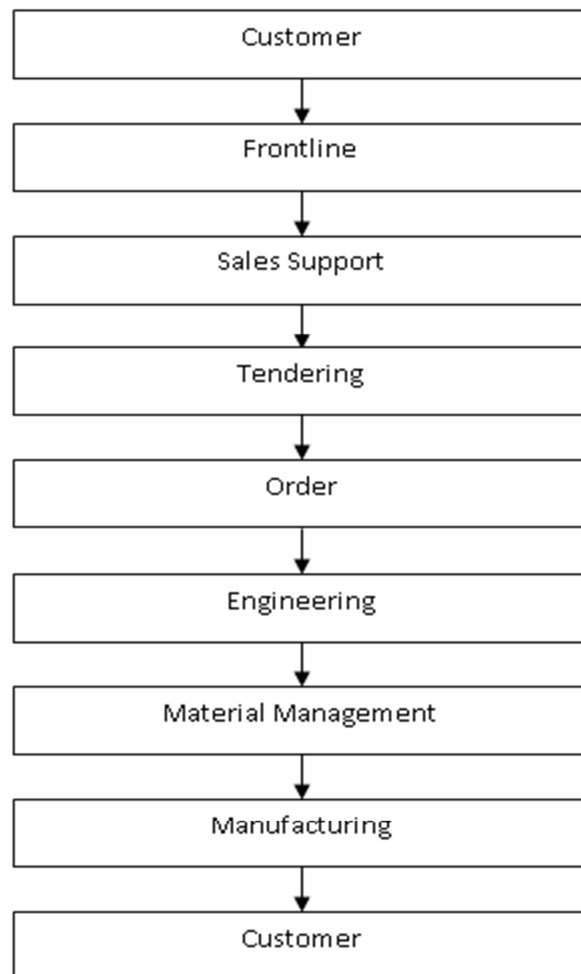 Customer
Frontline
Sales Support
Tendering
Order
Engineering
Material Management
Manufacturing
Customer